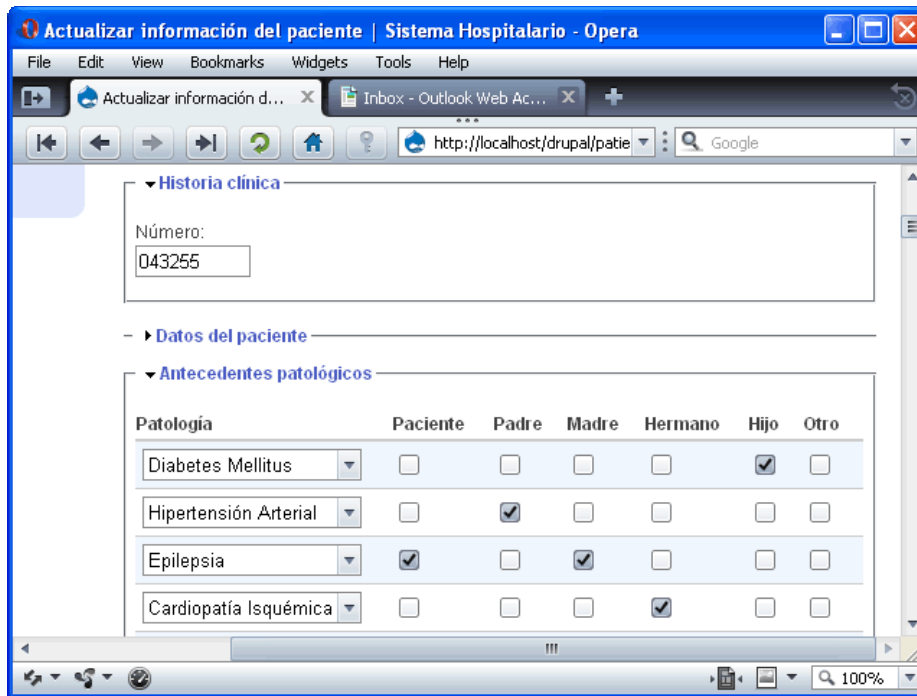 Actualizar información del paciente | Sistema Hospitalario - Opera
File Edit View Bookmarks Widgets Tools Help
Actualizar información d... Inbox - Outlook Web Ac...
http://localhost/drupal/patie Google
Historia clínica
Número:
043255
Datos del paciente
Antecedentes patológicos
Patología Paciente Padre Madre Hermano Hijo Otro
Diabetes Mellitus
Hipertensión Arterial
Epilepsia
Cardiopatía Isquémica
100%